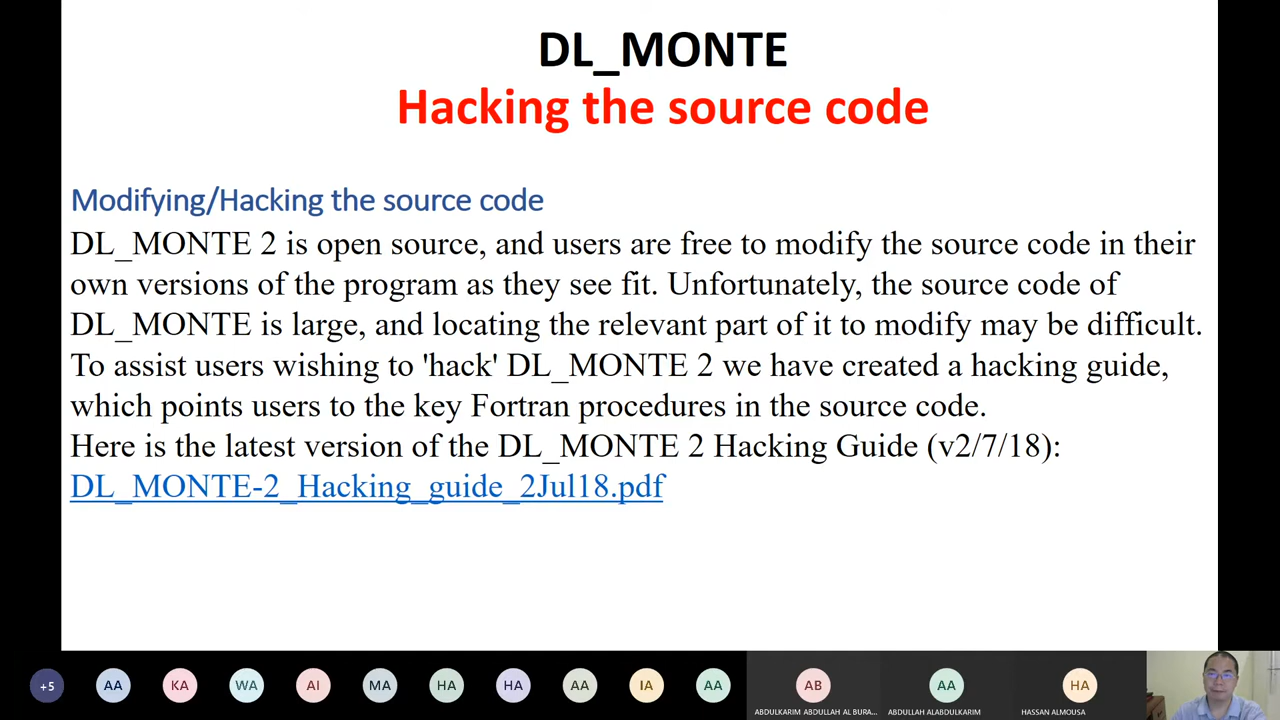 DL_MONTE
Hacking the source code
Modifying/Hacking the source code
DL_MONTE 2 is open source, and users are free to modify the source code in their
own versions of the program as they see fit. Unfortunately, the source code of
DL_MONTE is large, and locating the relevant part of it to modify may be difficult.
To assist users wishing to 'hack' DL_MONTE 2 we have created a hacking guide,
which points users to the key Fortran procedures in the source code.
Here is the latest version of the DL_MONTE 2 Hacking Guide (v2/7/18):
DL_MONTE-2_Hacking_guide_2Jul18.pdf
+5 AA KA WA AI MA HA HA AA IA AA AB AA HA
ABDULKARIM ABDULLAH AL BURA... ABDULLAH ALABDULKARIM HASSAN ALMOUSA